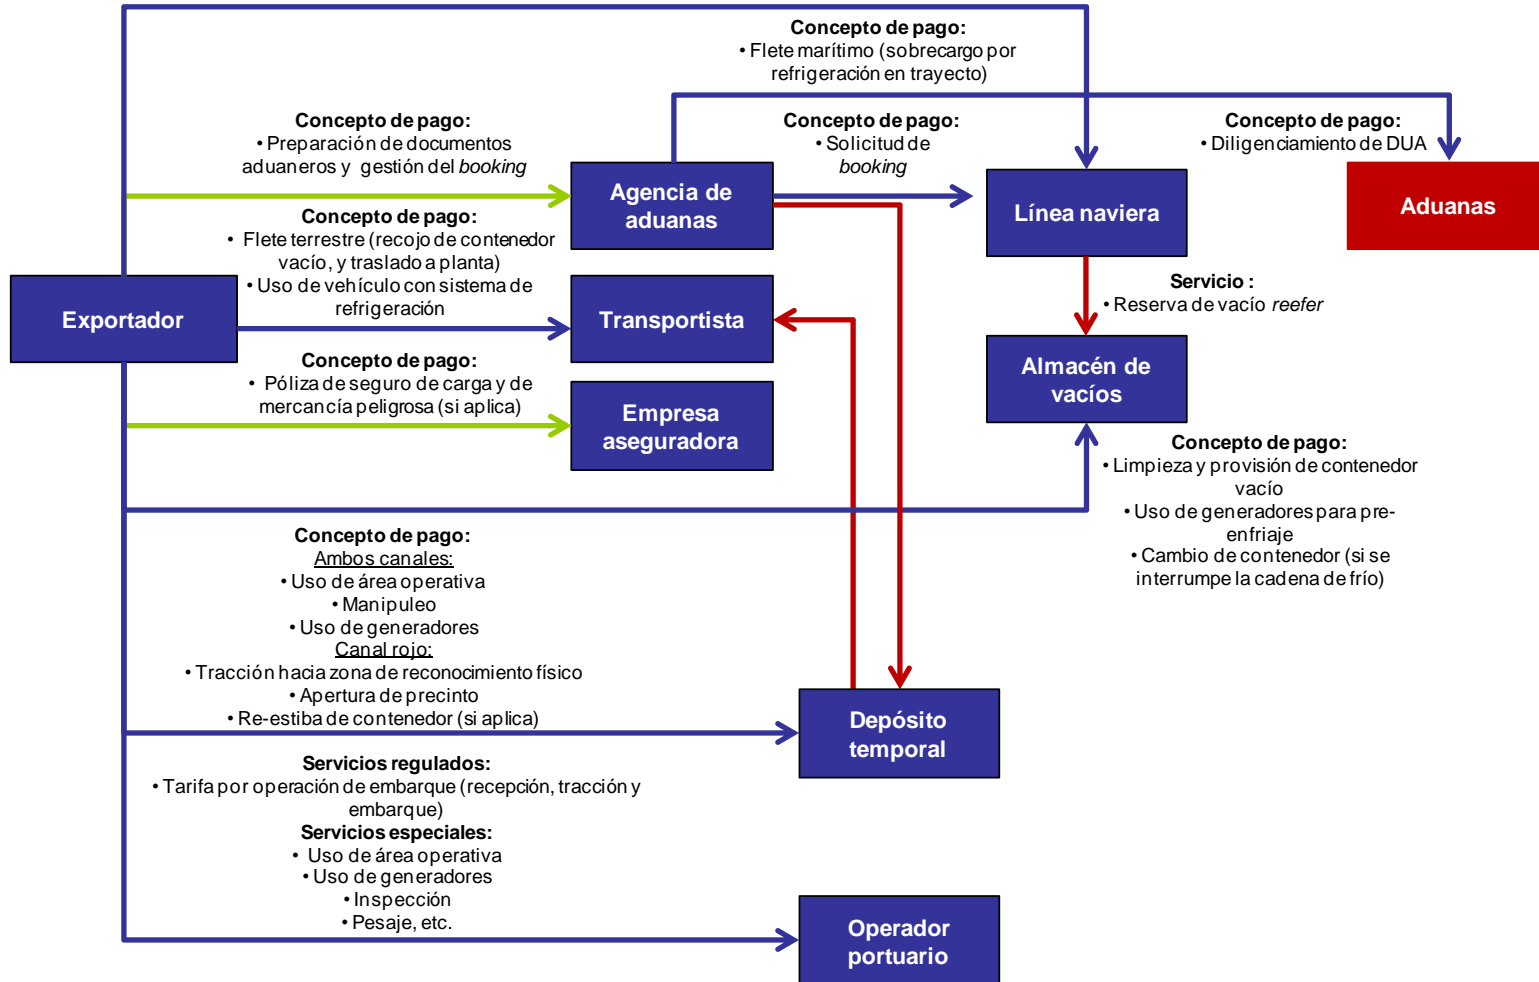 Concepto de pago:
• Flete marítimo (sobrecargo por
refrigeración en trayecto)
Concepto de pago:
• Preparación de documentos
aduaneros y gestión del booking
Concepto de pago:
• Solicitud de
booking
Concepto de pago:
• Diligenciamiento de DUA
Agencia de
aduanas
Línea naviera
Aduanas
Concepto de pago:
• Flete terrestre (recojo de contenedor
vacío, y traslado a planta)
• Uso de vehículo con sistema de
refrigeración
Exportador
Transportista
Servicio :
• Reserva de vacío reefer
Concepto de pago:
• Póliza de seguro de carga y de
mercancía peligrosa (si aplica)
Empresa
aseguradora
Almacén de
vacíos
Concepto de pago:
• Limpieza y provisión de contenedor
vacío
• Uso de generadores para pre-
enfriaje
• Cambio de contenedor (si se
interrumpe la cadena de frío)
Concepto de pago:
Ambos canales:
• Uso de área operativa
• Manipuleo
• Uso de generadores
Canal rojo:
• Tracción hacia zona de reconocimiento físico
• Apertura de precinto
• Re-estiba de contenedor (si aplica)
Depósito
temporal
Servicios regulados:
• Tarifa por operación de embarque (recepción, tracción y
embarque)
Servicios especiales:
• Uso de área operativa
• Uso de generadores
• Inspección
• Pesaje, etc.
Operador
portuario